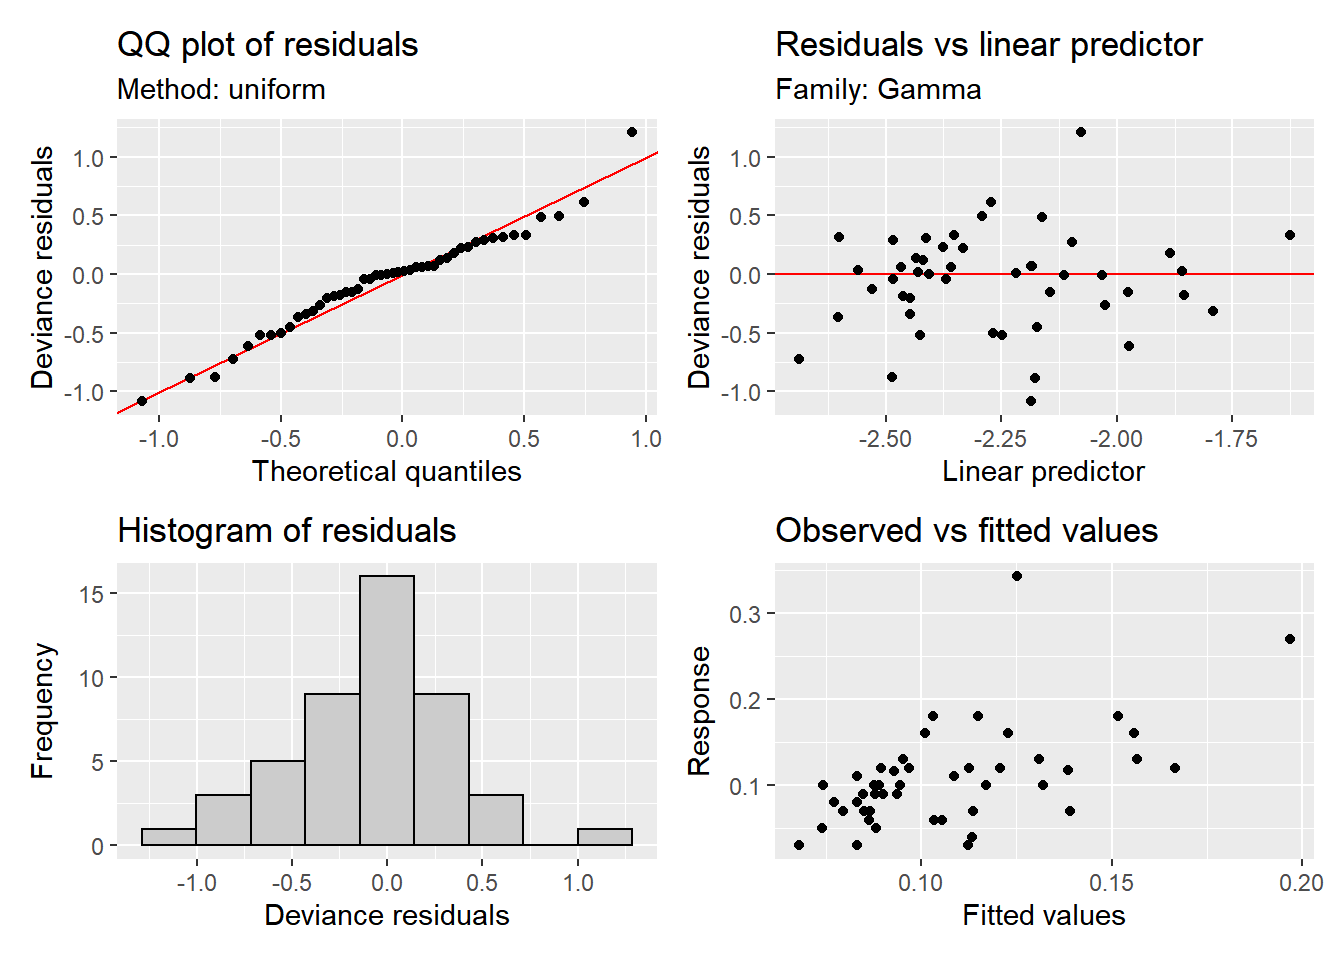 QQ plot of residuals
Method: uniform
Deviance residuals
1.0
0.5
0.0
-0.5
-1.0
-1.0 -0.5 0.0 0.5 1.0
Theoretical quantiles
Residuals vs linear predictor
Family: Gamma
Deviance residuals
1.0
0.5
0.0
-0.5
-1.0
-2.50 -2.25 -2.00 -1.75
Linear predictor
Histogram of residuals
Frequency
15
10
5
0
-1.0 -0.5 0.0 0.5 1.0
Deviance residuals
Observed vs fitted values
Response
0.3
0.2
0.1
0.10 0.15 0.20
Fitted values